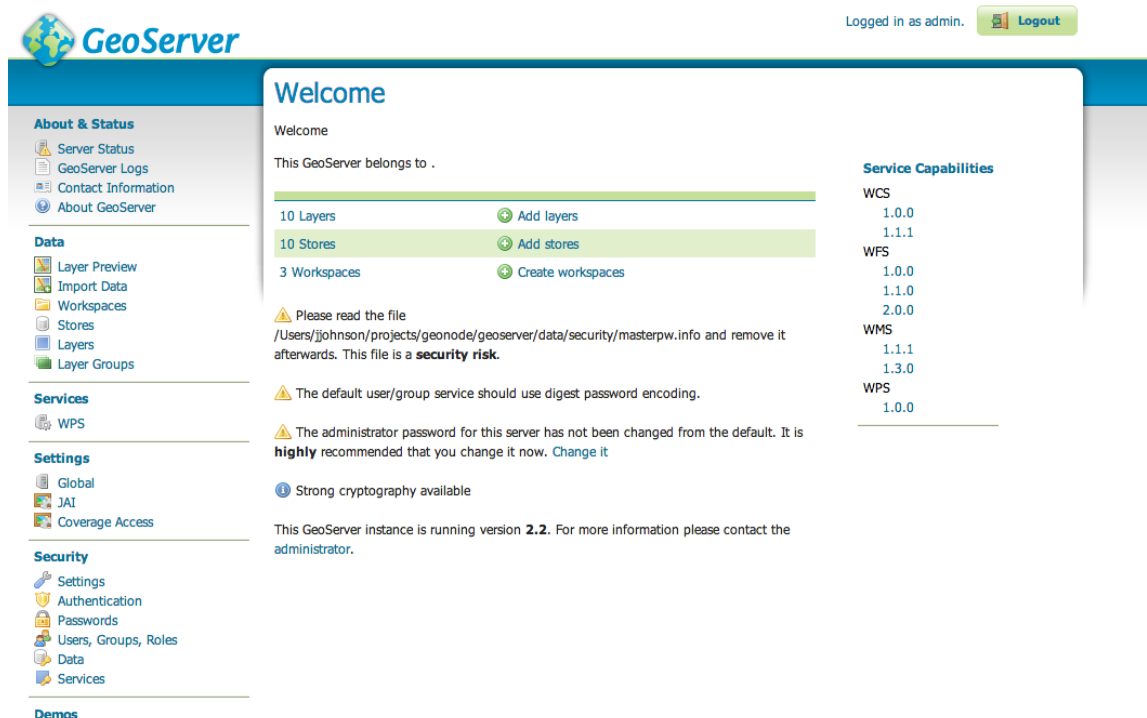 GeoServer
Logged in as admin.
Logout
About & Status
Server Status
GeoServer Logs
Contact Information
About GeoServer
Data
Layer Preview
Import Data
Workspaces
Stores
Layers
Layer Groups
Services
WPS
Settings
Global
JAI
Coverage Access
Security
Settings
Authentication
Passwords
Users, Groups, Roles
Data
Services
Demos
Welcome
Welcome
This GeoServer belongs to .
10 Layers Add layers
10 Stores Add stores
3 Workspaces Create workspaces
Please read the file
/Users/jjohnson/projects/geonode/geoserver/data/security/masterpw.info and remove it
afterwards. This file is a security risk.
The default user/group service should use digest password encoding.
The administrator password for this server has not been changed from the default. It is
highly recommended that you change it now. Change it
Strong cryptography available
This GeoServer instance is running version 2.2. For more information please contact the
administrator.
Service Capabilities
WCS
1.0.0
1.1.1
WFS
1.0.0
1.1.0
2.0.0
WMS
1.1.1
1.3.0
WPS
1.0.0